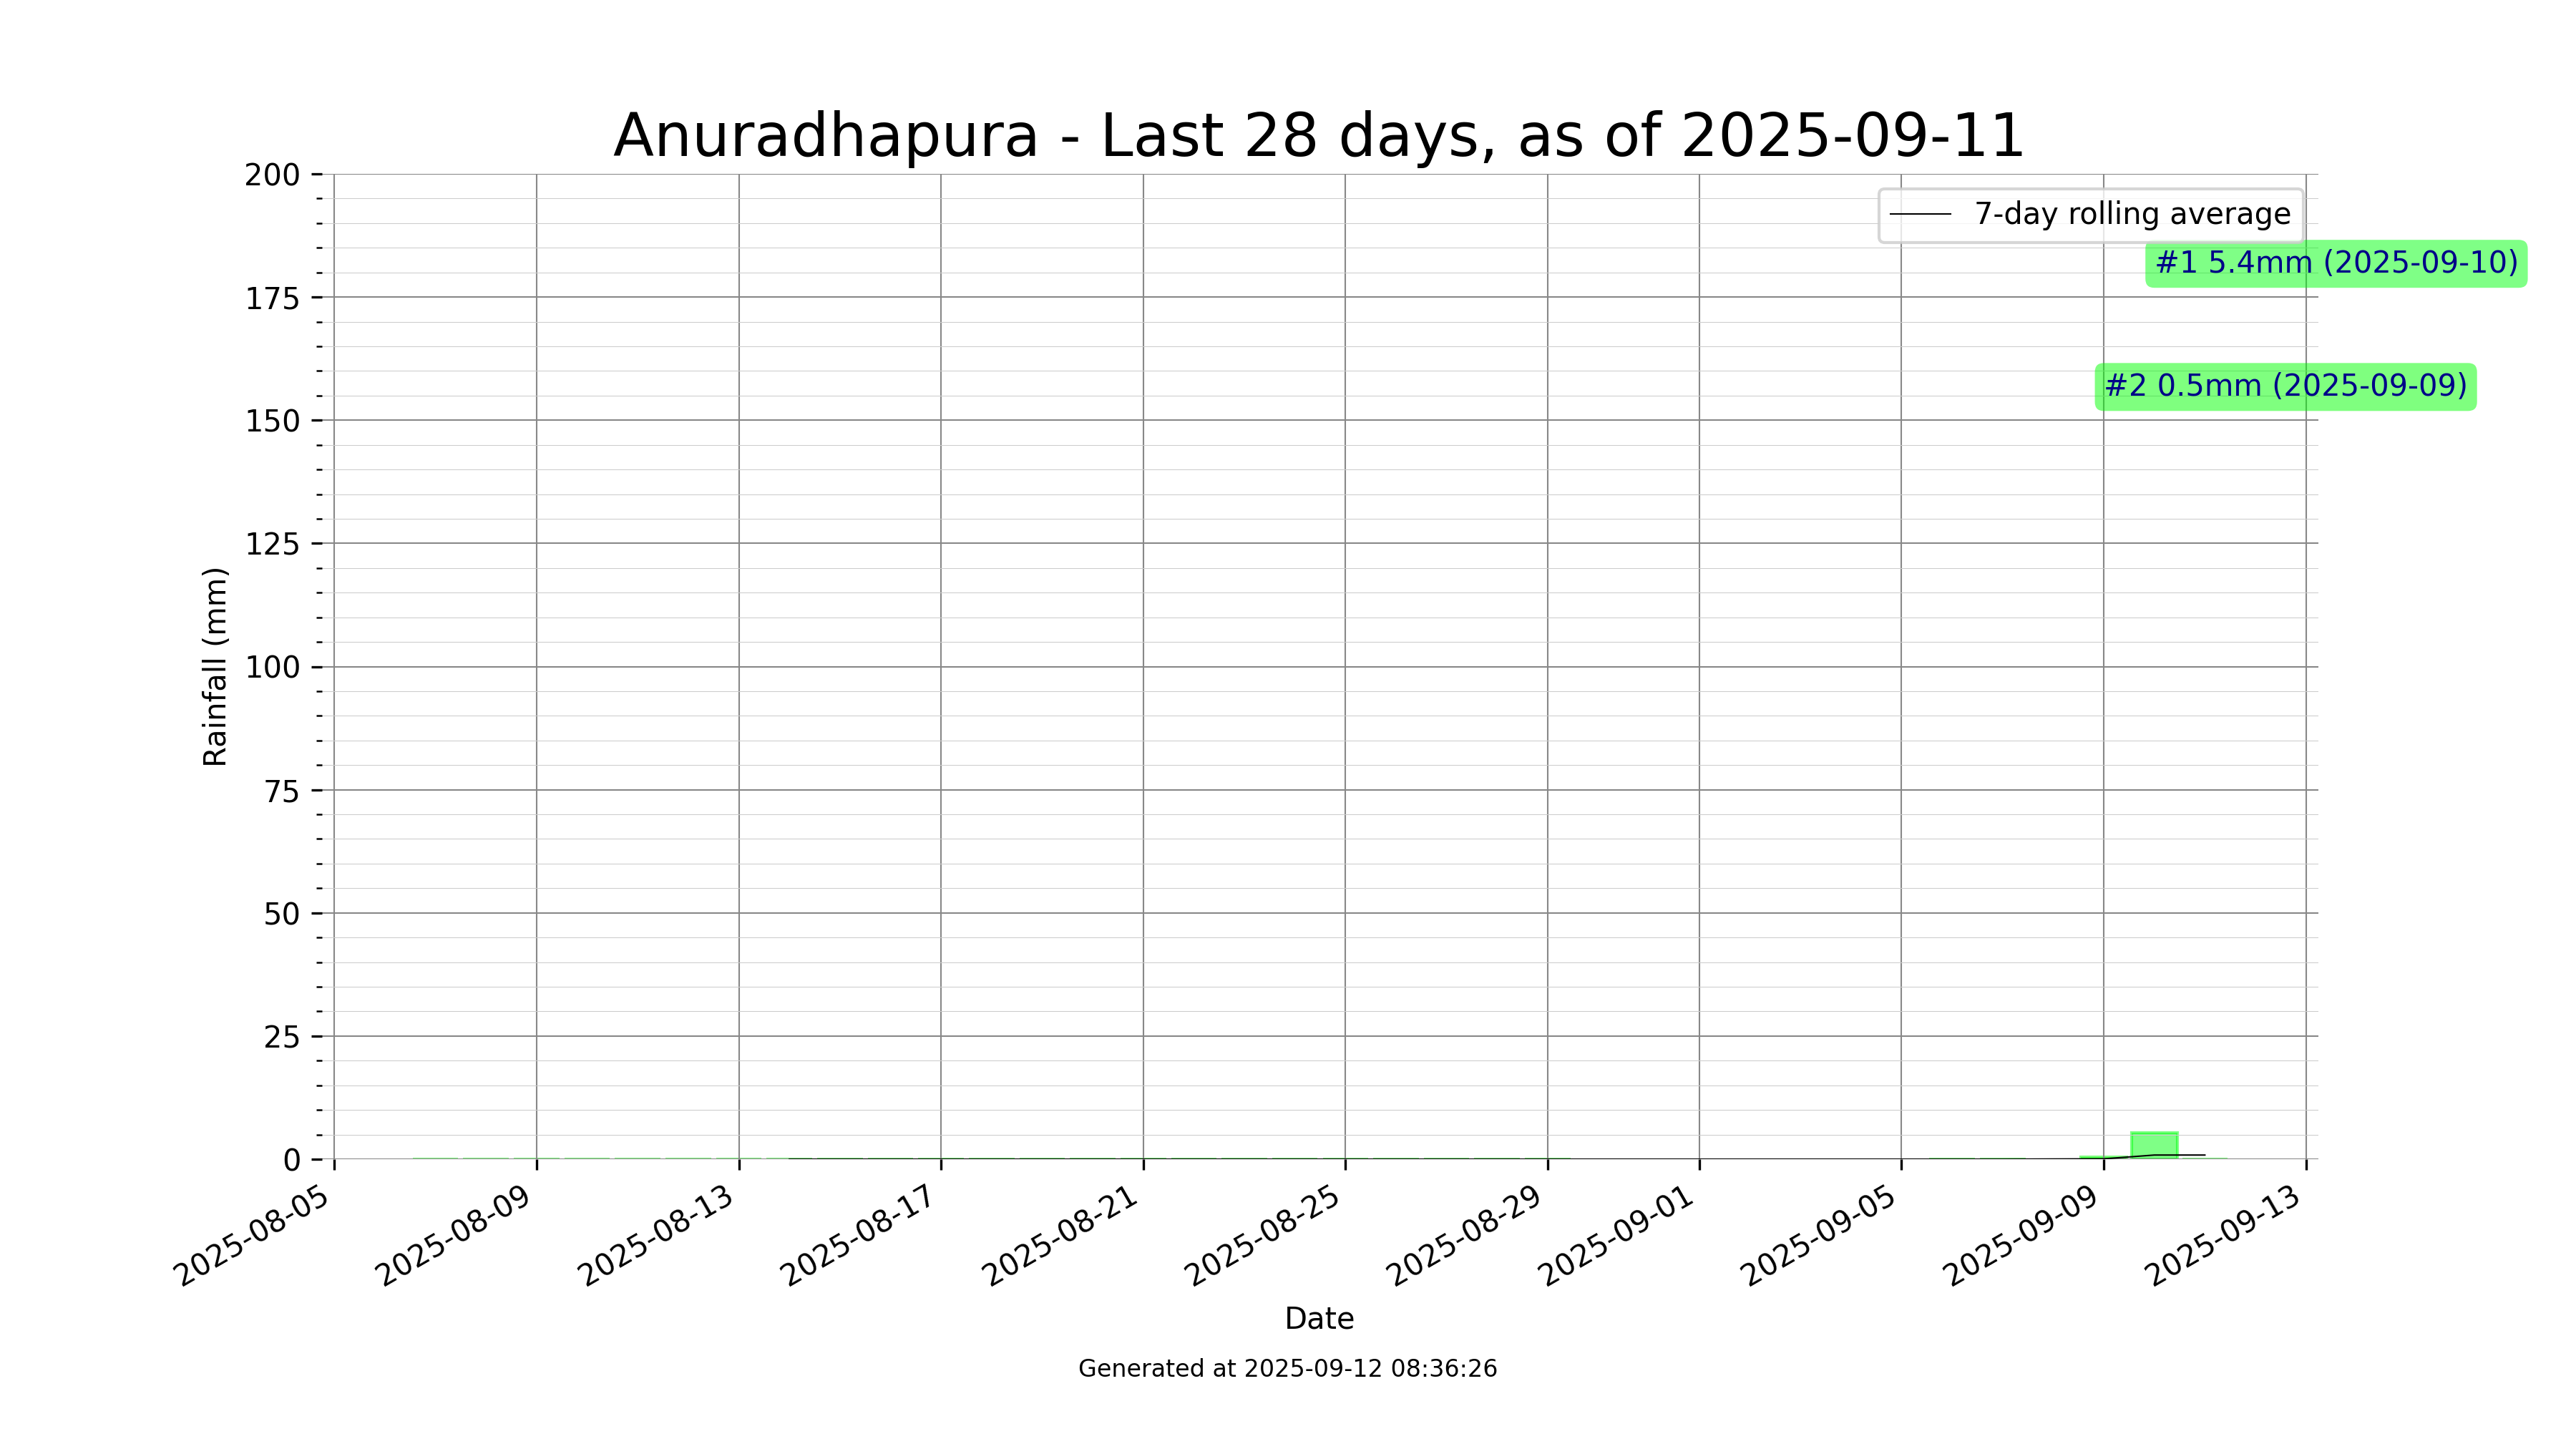 Anuradhapura - Last 28 days, as of 2025-09-11
200
175
150
125
100
75
50
25
0
Rainfall (mm)
7-day rolling average
#1 5.4mm (2025-09-10)
#2 0.5mm (2025-09-09)
2025-08-05
2025-08-09
2025-08-13
2025-08-17
2025-08-21
2025-08-25
2025-08-29
2025-09-01
2025-09-05
2025-09-09
2025-09-13
Date
Generated at 2025-09-12 08:36:26